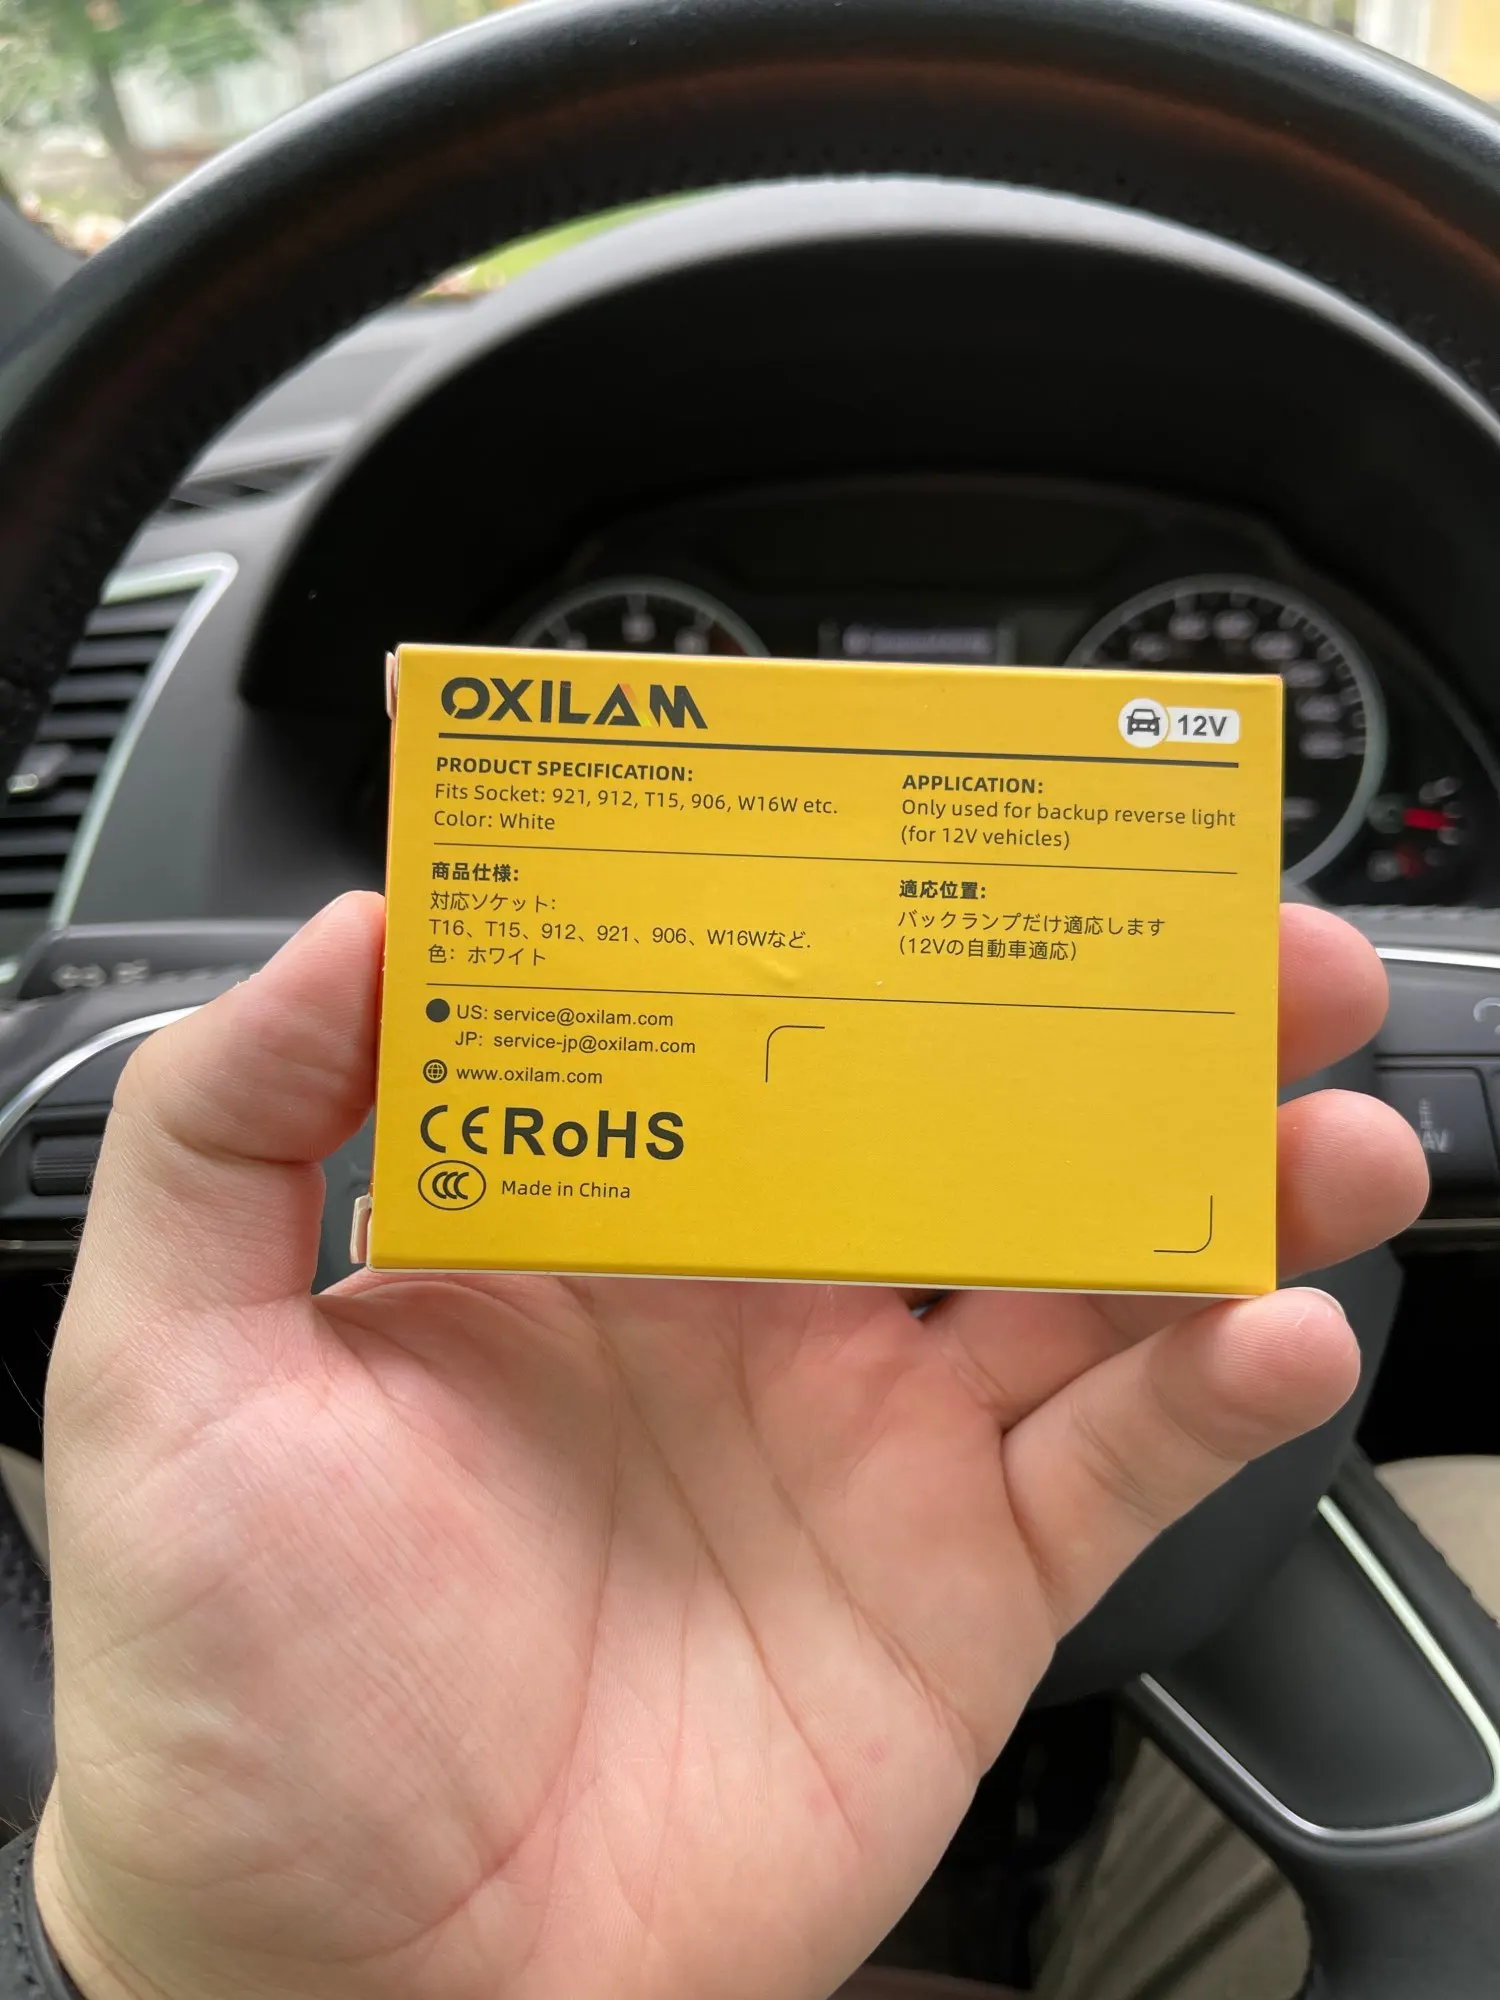 OXILAM
12V
PRODUCT SPECIFICATION:
Fits Socket: 921, 912, T15, 906, W16W etc.
Color: White
APPLICATION:
Only used for backup reverse light
(for 12V vehicles)
商品仕様:
対応ソケット:
T16、T15、912、921、906、W16Wなど.
色：ホワイト
適応位置:
バックランプだけ適応します
(12Vの自動車適応)
US: service@oxilam.com
JP: service-jp@oxilam.com
www.oxilam.com
CE RoHS
CCC Made in China